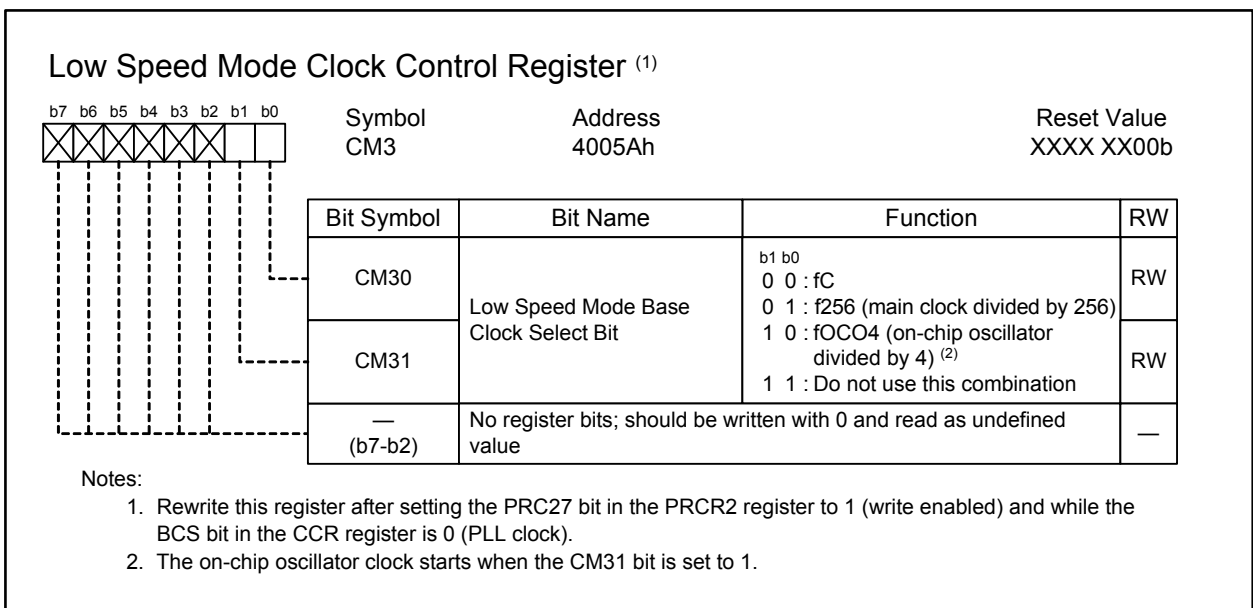 Low Speed Mode Clock Control Register (1)
b7 b6 b5 b4 b3 b2 b1 b0
Symbol Address Reset Value
CM3 4005Ah XXXX XX00b
Bit Symbol Bit Name Function RW
CM30
CM31
Low Speed Mode Base
Clock Select Bit
b1 b0
0 0 : fC
0 1 : f256 (main clock divided by 256)
1 0 : fOCO4 (on-chip oscillator
divided by 4) (2)
1 1 : Do not use this combination
RW
RW
—
(b7-b2)
No register bits; should be written with 0 and read as undefined
value
—
Notes:
1. Rewrite this register after setting the PRC27 bit in the PRCR2 register to 1 (write enabled) and while the
BCS bit in the CCR register is 0 (PLL clock).
2. The on-chip oscillator clock starts when the CM31 bit is set to 1.